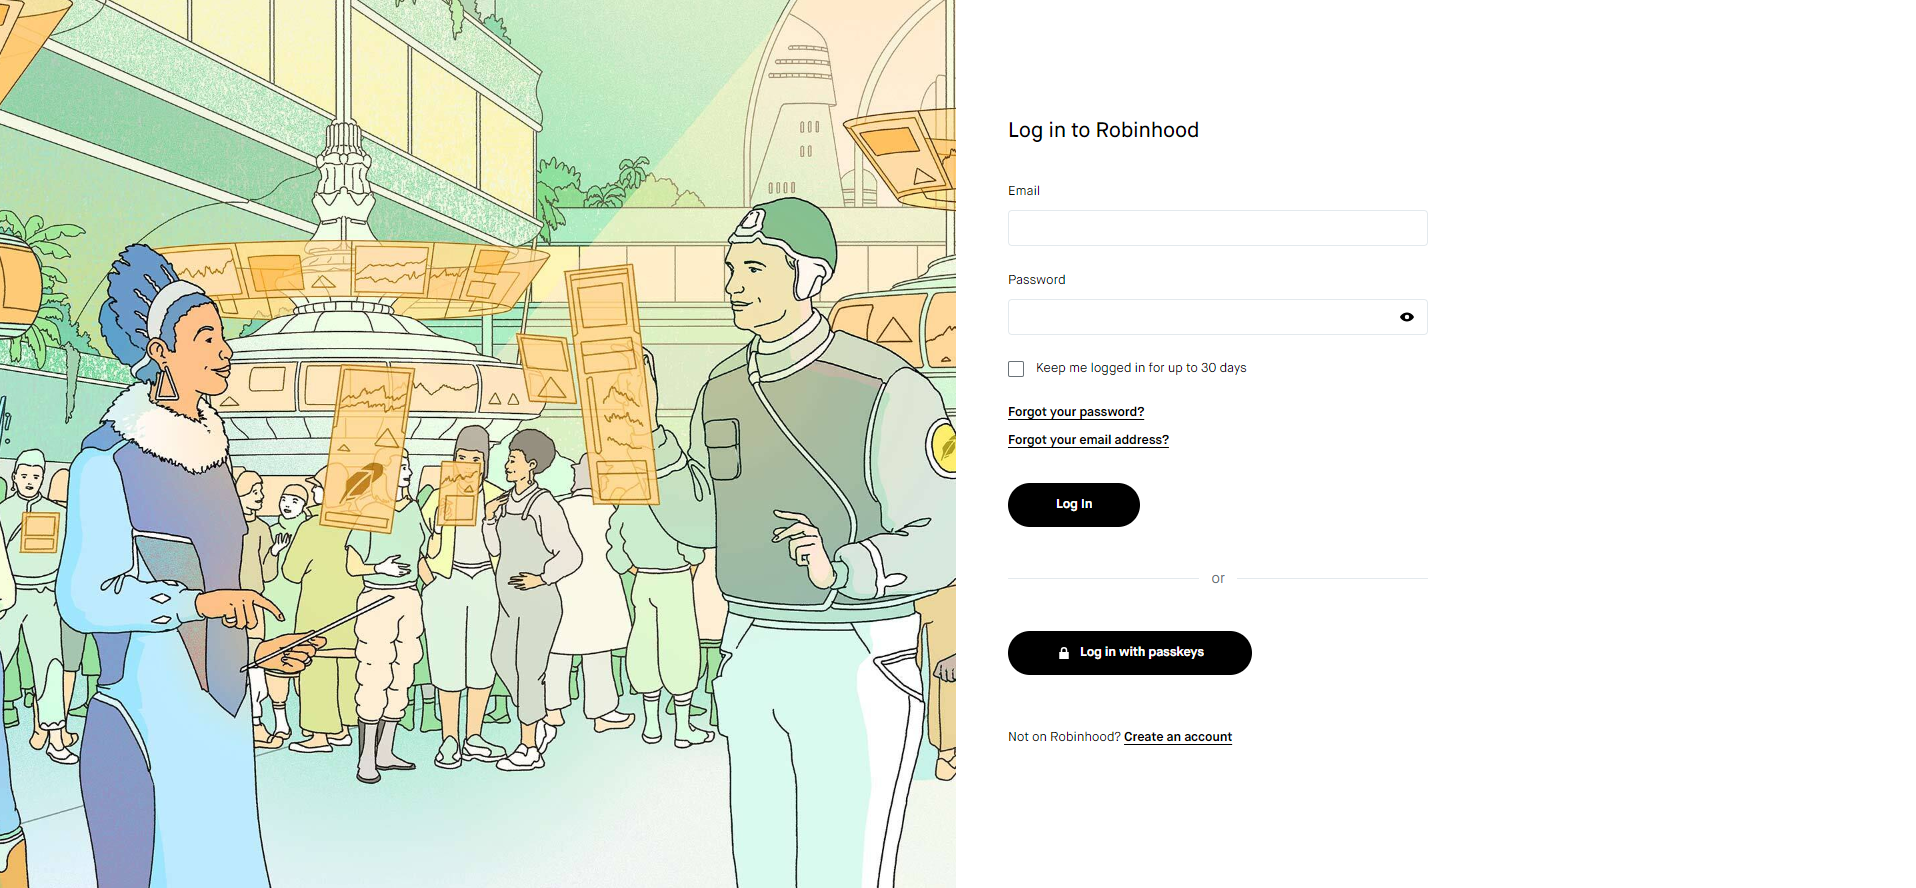 Log in to Robinhood
Email
Password
Keep me logged in for up to 30 days
Forgot your password?
Forgot your email address?
Log In
or
Log in with passkeys
Not on Robinhood? Create an account